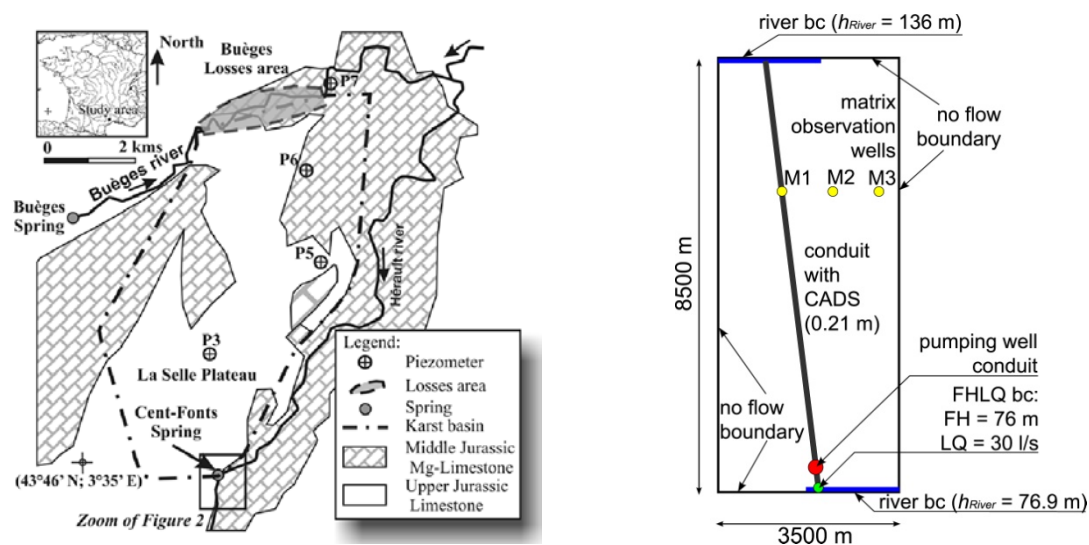 North
Study area
0 2 kms
Buèges
Losses area
P7
Buèges river
P6
Buèges
Spring
P5
Hérault river
P3
La Selle Plateau
Cent-Fonts
Spring
(43°46' N; 3°35' E)
Zoom of Figure 2
Legend:
Piezometer
Losses area
Spring
Karst basin
Middle Jurassic
Mg-Limestone
Upper Jurassic
Limestone
river bc (hRiver = 136 m)
matrix
observation
wells
no flow
boundary
M1 M2 M3
8500 m
conduit
with
CADS
(0.21 m)
pumping well
conduit
FHLQ bc:
FH = 76 m
LQ = 30 l/s
no flow
boundary
river bc (hRiver = 76.9 m)
3500 m